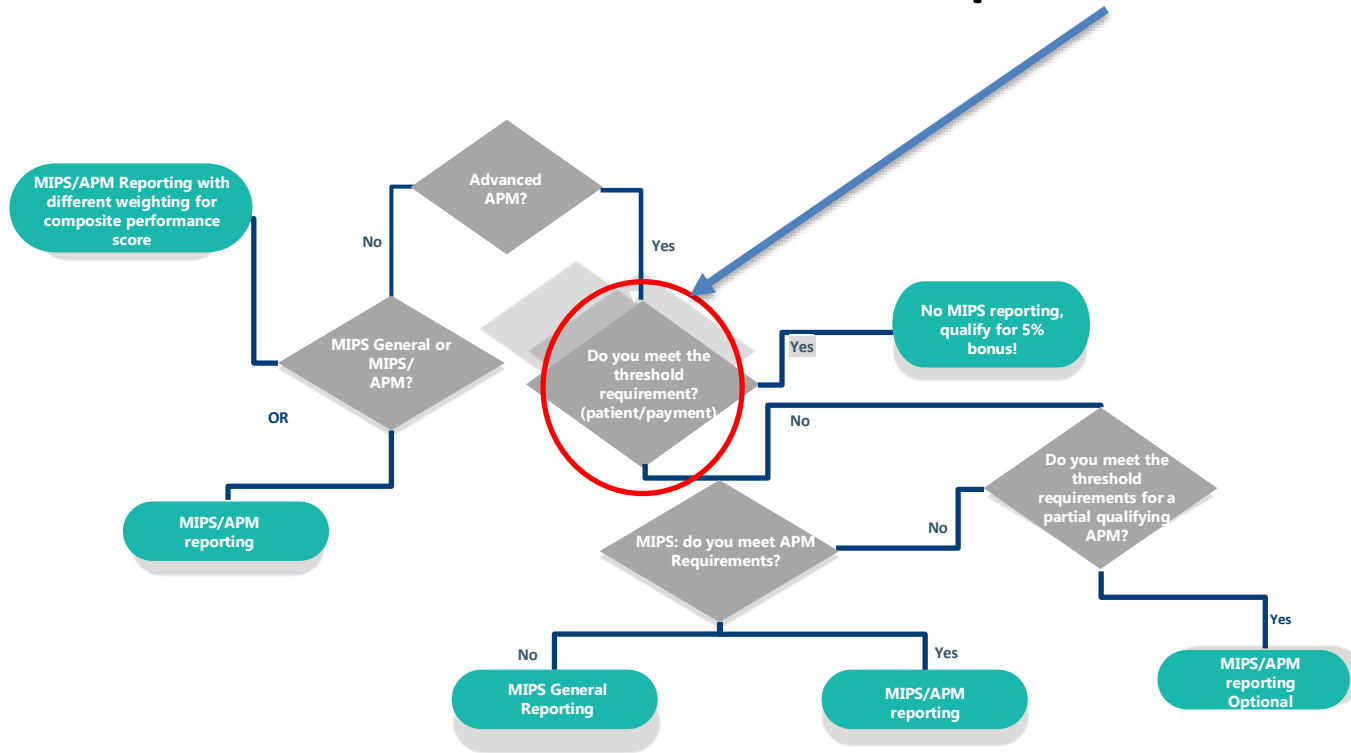 Advanced
APM?
MIPS/APM Reporting with
different weighting for
composite performance
score
No
Yes
No MIPS reporting,
qualify for 5%
bonus!
MIPS General or
MIPS/
APM?
Do you meet the
threshold
requirement?
(patient/payment)
Yes
OR
No
Do you meet the
threshold
requirements for a
partial qualifying
APM?
MIPS/APM
reporting
MIPS: do you meet APM
Requirements?
No
Yes
No
Yes
MIPS General
Reporting
MIPS/APM
reporting
MIPS/APM
reporting
Optional